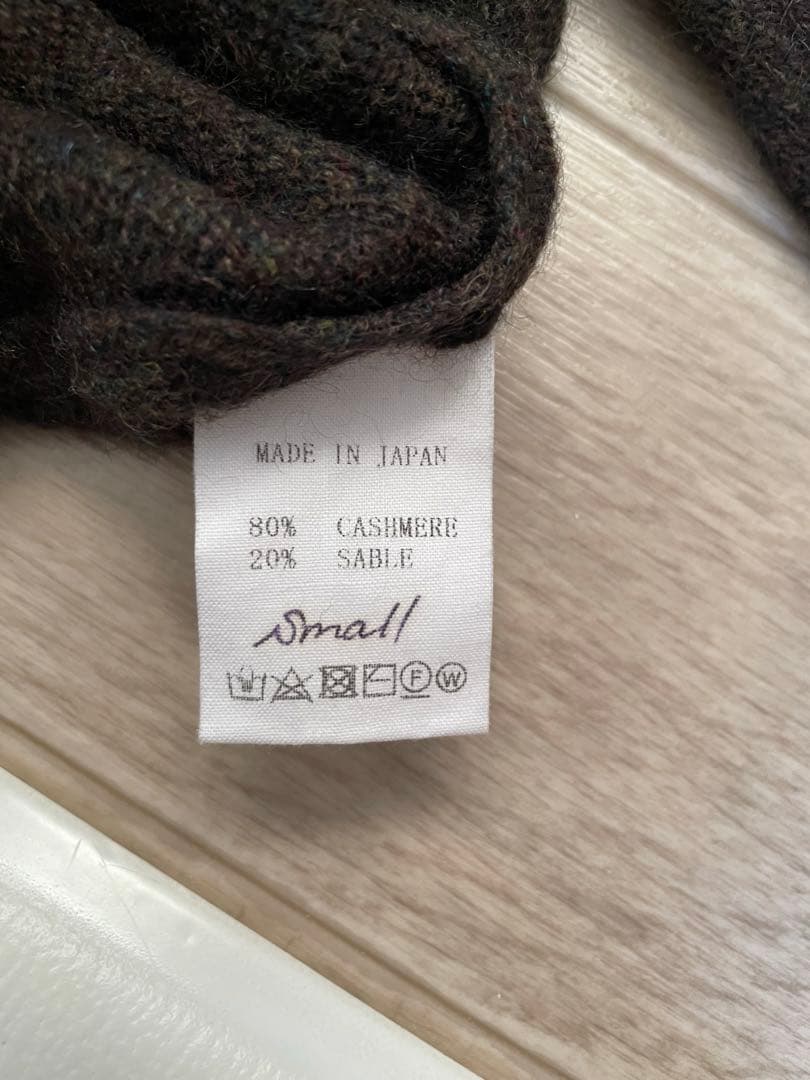 MADE IN JAPAN
80% CASHMERE
20% SABLE
Small
F W